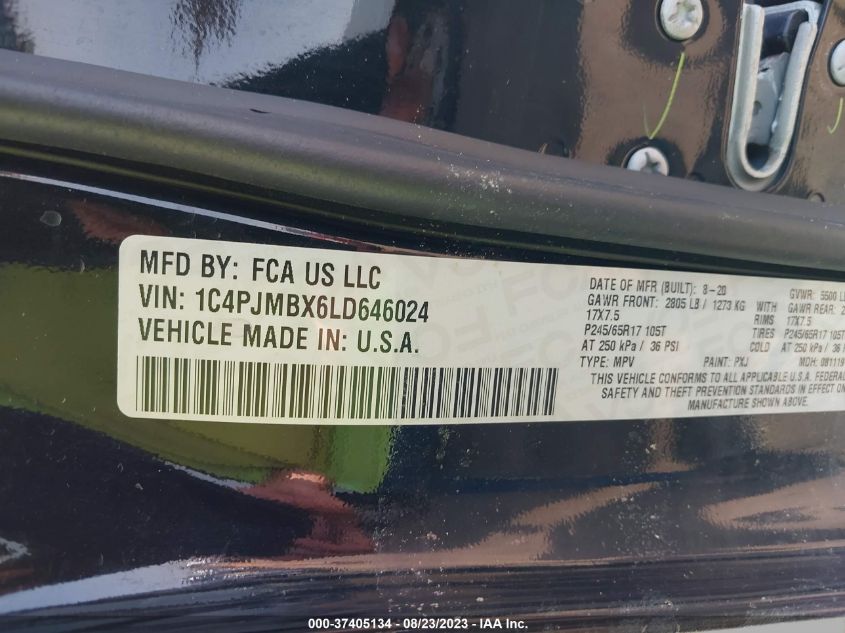 MFD BY: FCA US LLC
VIN: 1C4PJMBX6LD646024
VEHICLE MADE IN: U.S.A.
DATE OF MFR (BUILT): 8-20 GVWR: 5500 L
GAWR FRONT: 2805 LB / 1273 KG WITH GAWR REAR: 2
17X7.5 RIMS 17X7.5
P245/65R17 105T TIRES P245/65R17 105T
AT 250 kPa / 36 PSI COLD AT 250 kPa / 36
TYPE: MPV PAINT: PXJ MDH: 081119
THIS VEHICLE CONFORMS TO ALL APPLICABLE U.S.A. FEDERAL
SAFETY AND THEFT PREVENTION STANDARDS IN EFFECT ON
MANUFACTURE SHOWN ABOVE.
000-37405134 - 08/23/2023 - IAA Inc.